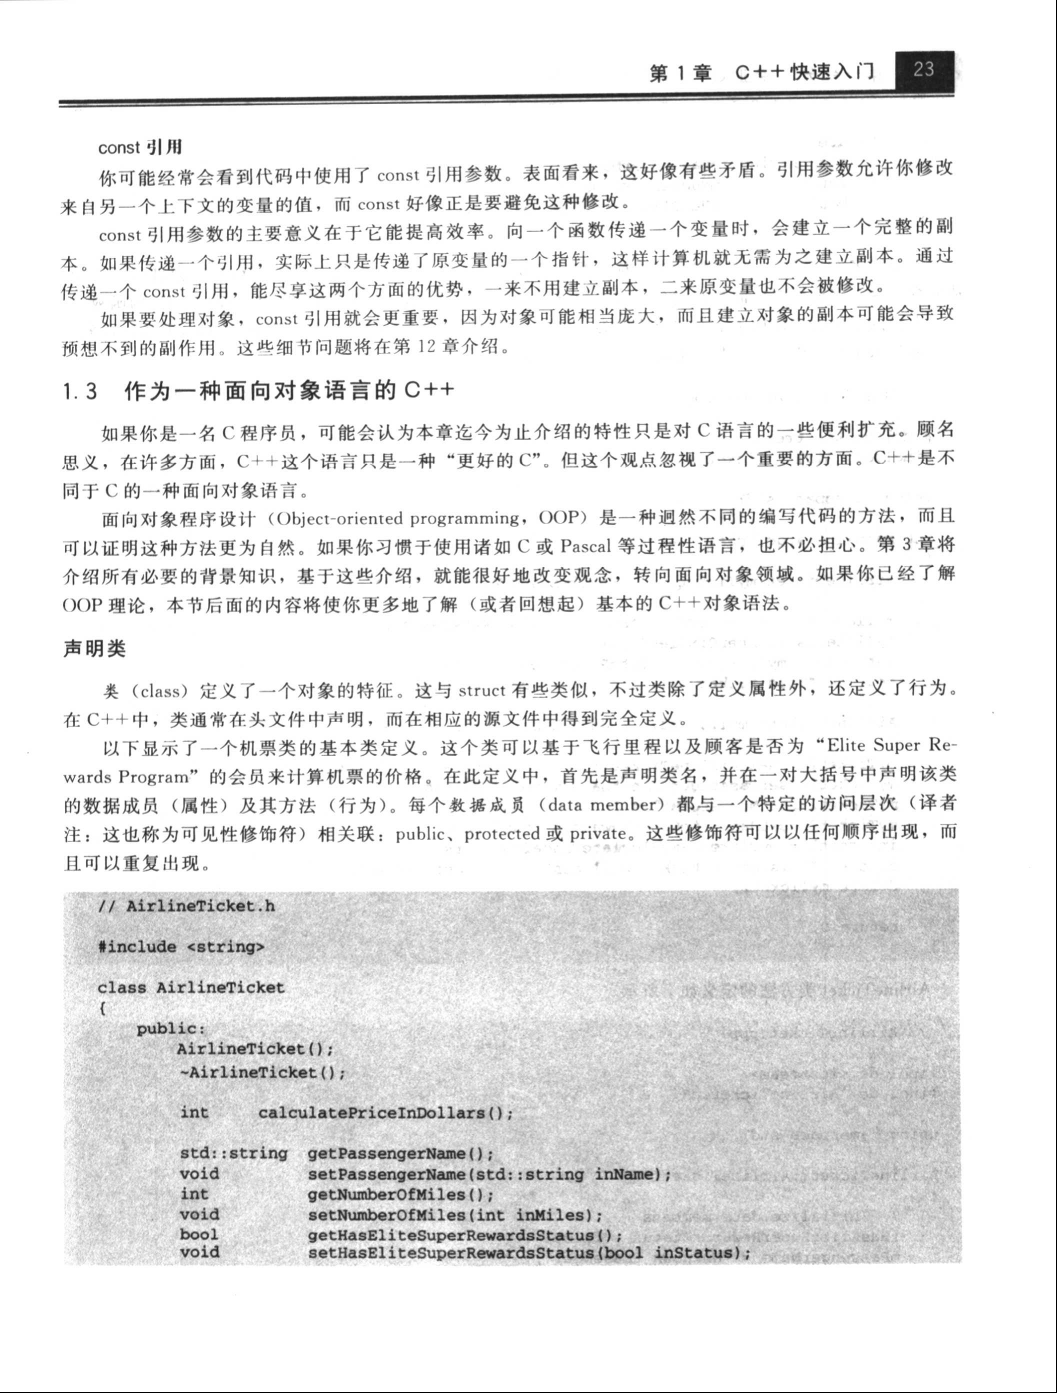 第 1 章　C++快速入门　23
const 引用
你可能经常会看到代码中使用了 const 引用参数。表面看来，这好像有些矛盾。引用参数允许你修改
来自另一个上下文的变量的值，而 const 好像正是要避免这种修改。
const 引用参数的主要意义在于它能提高效率。向一个函数传递一个变量时，会建立一个完整的副
本。如果传递一个引用，实际上只是传递了原变量的一个指针，这样计算机就无需为之建立副本。通过
传递一个 const 引用，能尽享这两个方面的优势，一来不用建立副本，二来原变量也不会被修改。
如果要处理对象，const 引用就会更重要，因为对象可能相当庞大，而且建立对象的副本可能会导致
预想不到的副作用。这些细节问题将在第 12 章介绍。
1.3　作为一种面向对象语言的 C++
如果你是一名 C 程序员，可能会认为本章迄今为止介绍的特性只是对 C 语言的一些便利扩充。顾名
思义，在许多方面，C++这个语言只是一种“更好的 C”。但这个观点忽视了一个重要的方面。C++是不
同于 C 的一种面向对象语言。
面向对象程序设计（Object-oriented programming，OOP）是一种迥然不同的编写代码的方法，而且
可以证明这种方法更为自然。如果你习惯于使用诸如 C 或 Pascal 等过程性语言，也不必担心。第 3 章将
介绍所有必要的背景知识，基于这些介绍，就能很好地改变观念，转向面向对象领域。如果你已经了解
OOP 理论，本节后面的内容将使你更多地了解（或者回想起）基本的 C++对象语法。
声明类
类（class）定义了一个对象的特征。这与 struct 有些类似，不过类除了定义属性外，还定义了行为。
在 C++中，类通常在头文件中声明，而在相应的源文件中得到完全定义。
以下显示了一个机票类的基本类定义。这个类可以基于飞行里程以及顾客是否为“Elite Super Re-
wards Program”的会员来计算机票的价格。在此定义中，首先是声明类名，并在一对大括号中声明该类
的数据成员（属性）及其方法（行为）。每个数据成员（data member）都与一个特定的访问层次（译者
注：这也称为可见性修饰符）相关联：public、protected 或 private。这些修饰符可以以任何顺序出现，而
且可以重复出现。
// AirlineTicket.h
#include <string>
class AirlineTicket
{
public:
AirlineTicket();
~AirlineTicket();
int calculatePriceInDollars();
std::string getPassengerName();
void setPassengerName(std::string inName);
int getNumberOfMiles();
void setNumberOfMiles(int inMiles);
bool getHasEliteSuperRewardsStatus();
void setHasEliteSuperRewardsStatus(bool inStatus);